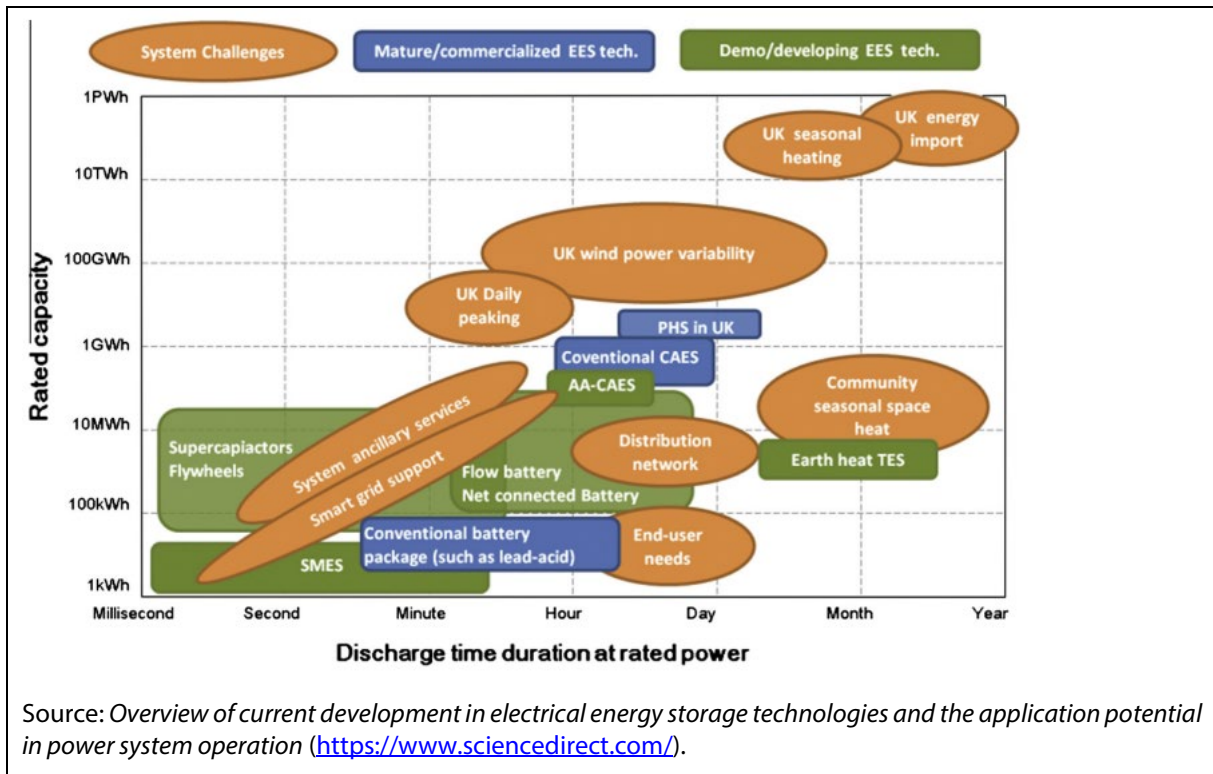 System Challenges
Mature/commercialized EES tech.
Demo/developing EES tech.
Rated capacity
1PWh
10TWh
100GWh
1GWh
10MWh
100kWh
1kWh
UK energy
import
UK seasonal
heating
UK wind power variability
UK Daily
peaking
PHS in UK
Coventional CAES
AA-CAES
Community
seasonal space
heat
Supercapiactors
Flywheels
System ancillary services
Smart grid support
Distribution
network
Earth heat TES
Flow battery
Net connected Battery
Conventional battery
package (such as lead-acid)
End-user
needs
SMES
Millisecond
Second
Minute
Hour
Day
Month
Year
Discharge time duration at rated power
Source: Overview of current development in electrical energy storage technologies and the application potential
in power system operation (https://www.sciencedirect.com/).